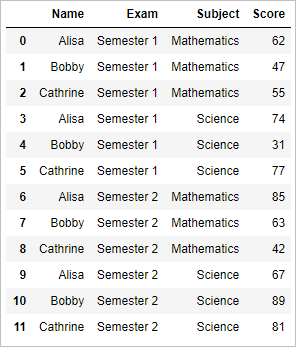 Name Exam Subject Score
0 Alisa Semester 1 Mathematics 62
1 Bobby Semester 1 Mathematics 47
2 Cathrine Semester 1 Mathematics 55
3 Alisa Semester 1 Science 74
4 Bobby Semester 1 Science 31
5 Cathrine Semester 1 Science 77
6 Alisa Semester 2 Mathematics 85
7 Bobby Semester 2 Mathematics 63
8 Cathrine Semester 2 Mathematics 42
9 Alisa Semester 2 Science 67
10 Bobby Semester 2 Science 89
11 Cathrine Semester 2 Science 81